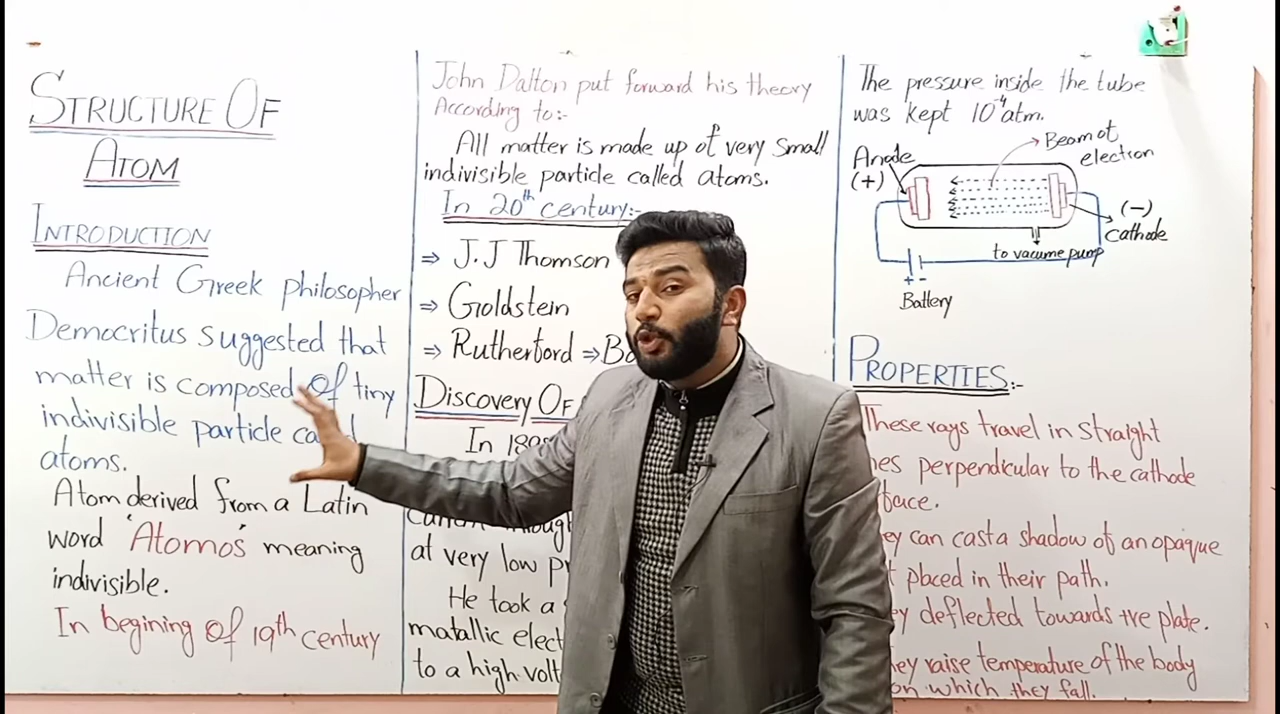 STRUCTURE OF
ATOM
INTRODUCTION
Ancient Greek philosopher
Democritus suggested that
matter is composed of tiny
indivisible particle
atoms.
Atom derived from a Latin
word 'Atomos' meaning
indivisible.
In begining of 19th century
John Dalton put forward his theory
According to:-
All matter is made up of very small
indivisible particle called atoms.
In 20th century:-
⇒ J.J Thomson
⇒ Goldstein
⇒ Rutherford ⇒
Discovery OF
In
at very low
He took a
matallic
to a high
The pressure inside the tube
was kept 10⁻⁴ atm.
Beam of
electron
Anode
(+)
(-)
cathode
to vacume pump
+ -
Battery
PROPERTIES:-
These rays travel in straight
perpendicular to the cathode
can cast a shadow of an opaque
placed in their path.
deflected towards +ve plate.
raise temperature of the body
on which they fall.